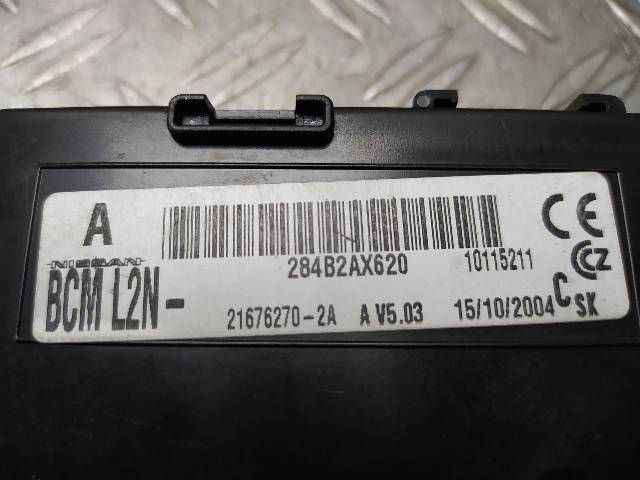 A
NISSAN
BCM L2N-
284B2AX620
10115211
21676270-2A A V5.03 15/10/2004
CE
CZ
C SK